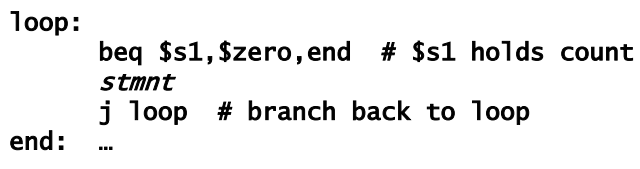 loop:
beq $s1,$zero,end # $s1 holds count
stmnt
j loop # branch back to loop
end: …